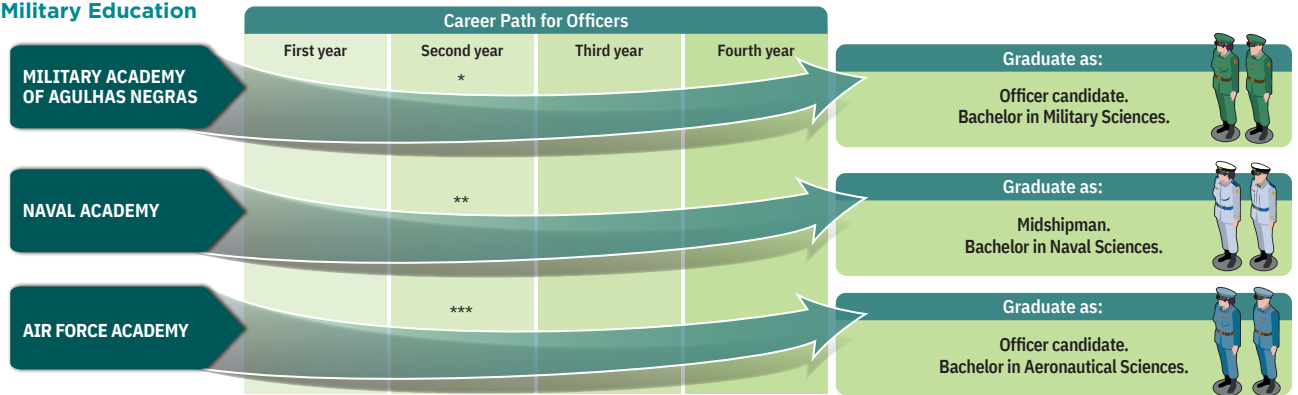 Military Education
Career Path for Officers
First year
Second year
Third year
Fourth year
MILITARY ACADEMY
OF AGULHAS NEGRAS
*
Graduate as:
Officer candidate.
Bachelor in Military Sciences.
NAVAL ACADEMY
**
Graduate as:
Midshipman.
Bachelor in Naval Sciences.
AIR FORCE ACADEMY
***
Graduate as:
Officer candidate.
Bachelor in Aeronautical Sciences.